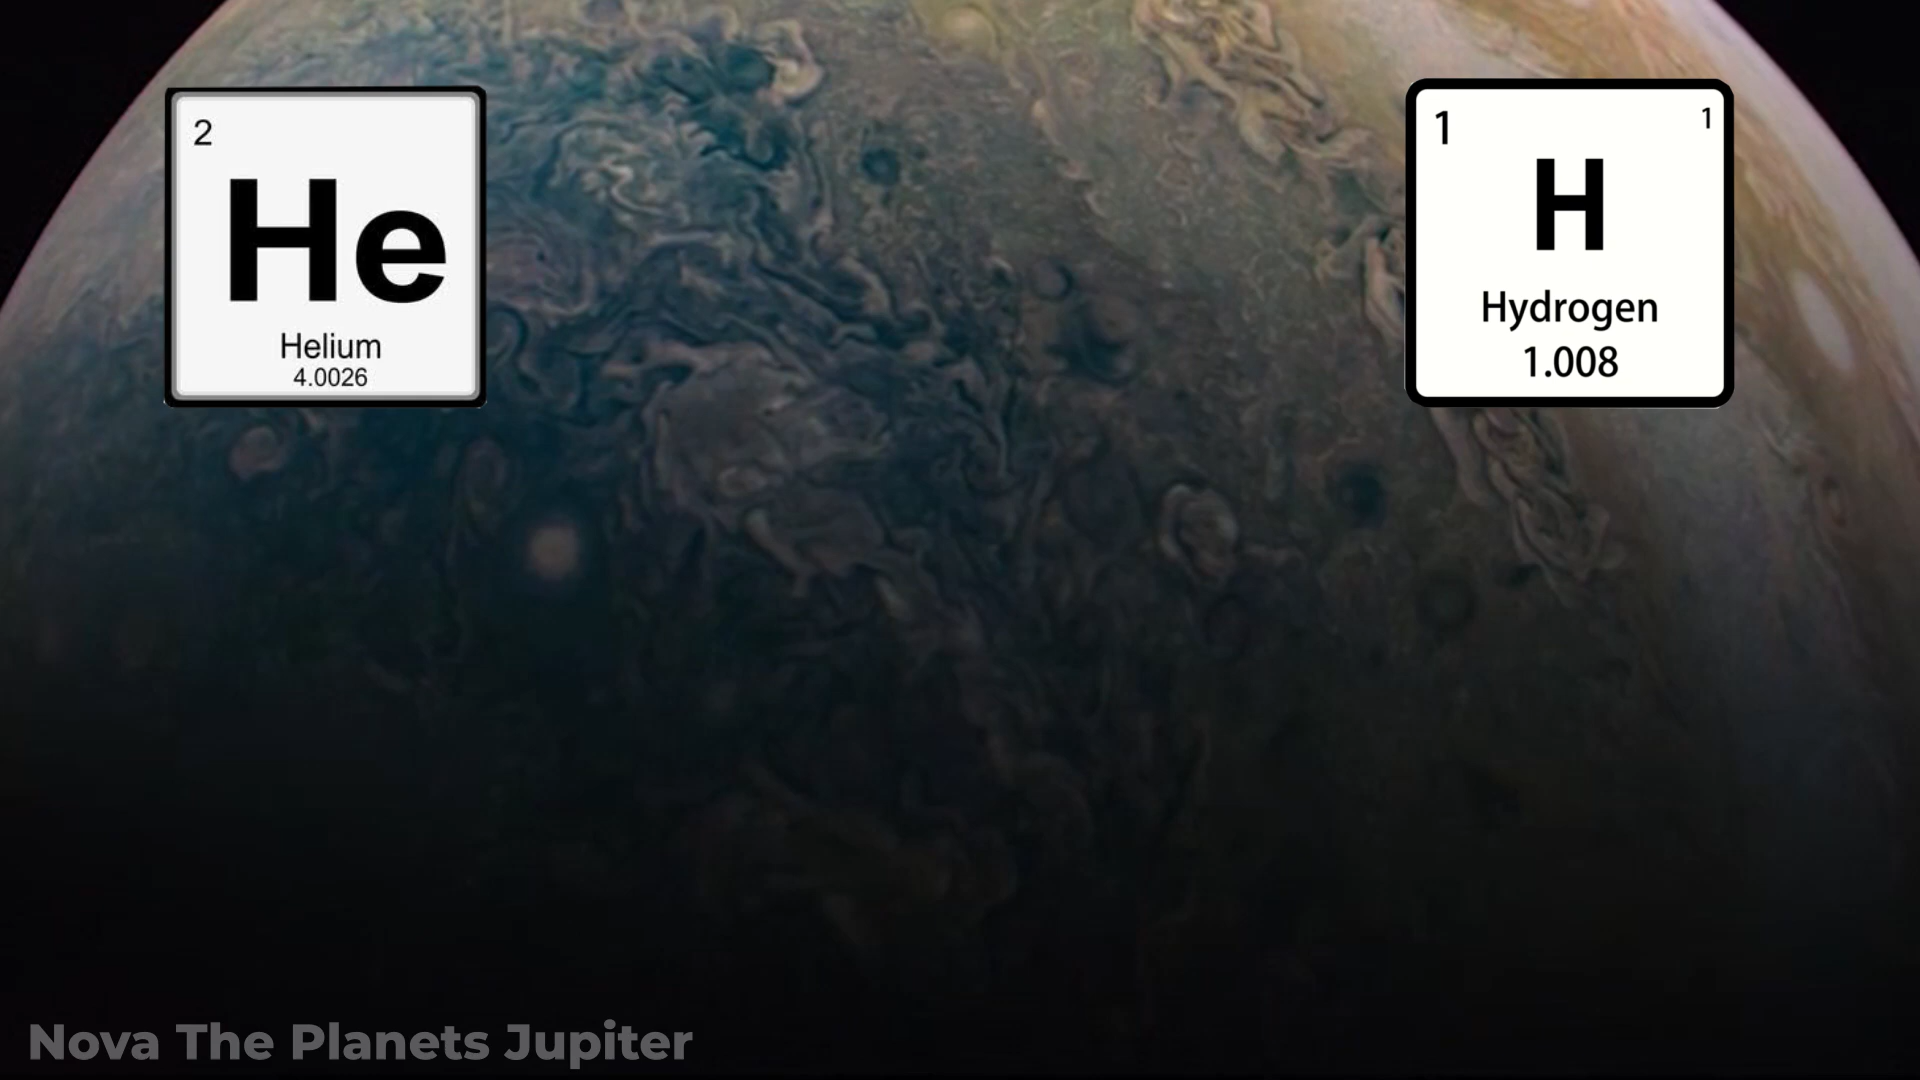 2
He
Helium
4.0026
1 1
H
Hydrogen
1.008
Nova The Planets Jupiter